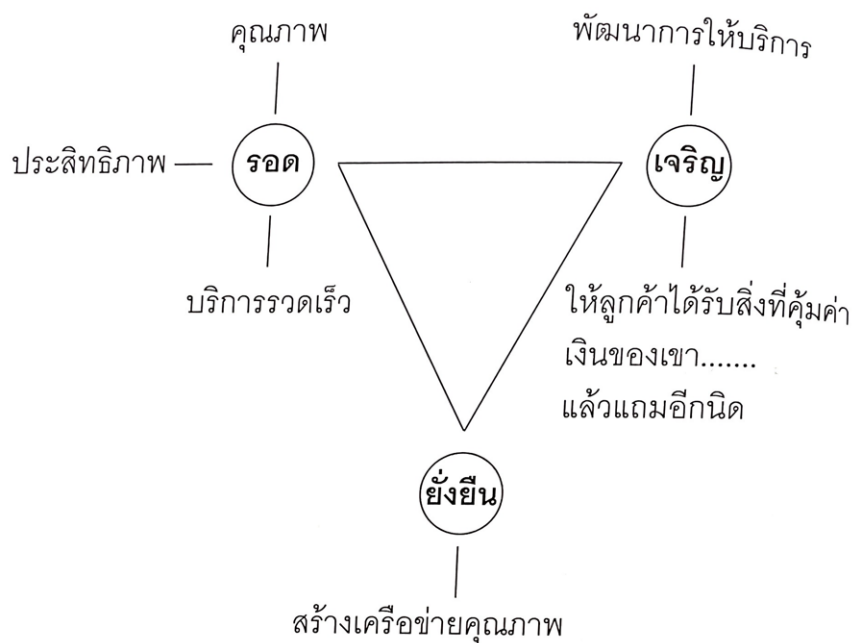 คุณภาพ
พัฒนาการให้บริการ
ประสิทธิภาพ
รอด
เจริญ
บริการรวดเร็ว
ให้ลูกค้าได้รับสิ่งที่คุ้มค่า
เงินของเขา.......
แล้วแถมอีกนิด
ยั่งยืน
สร้างเครือข่ายคุณภาพ